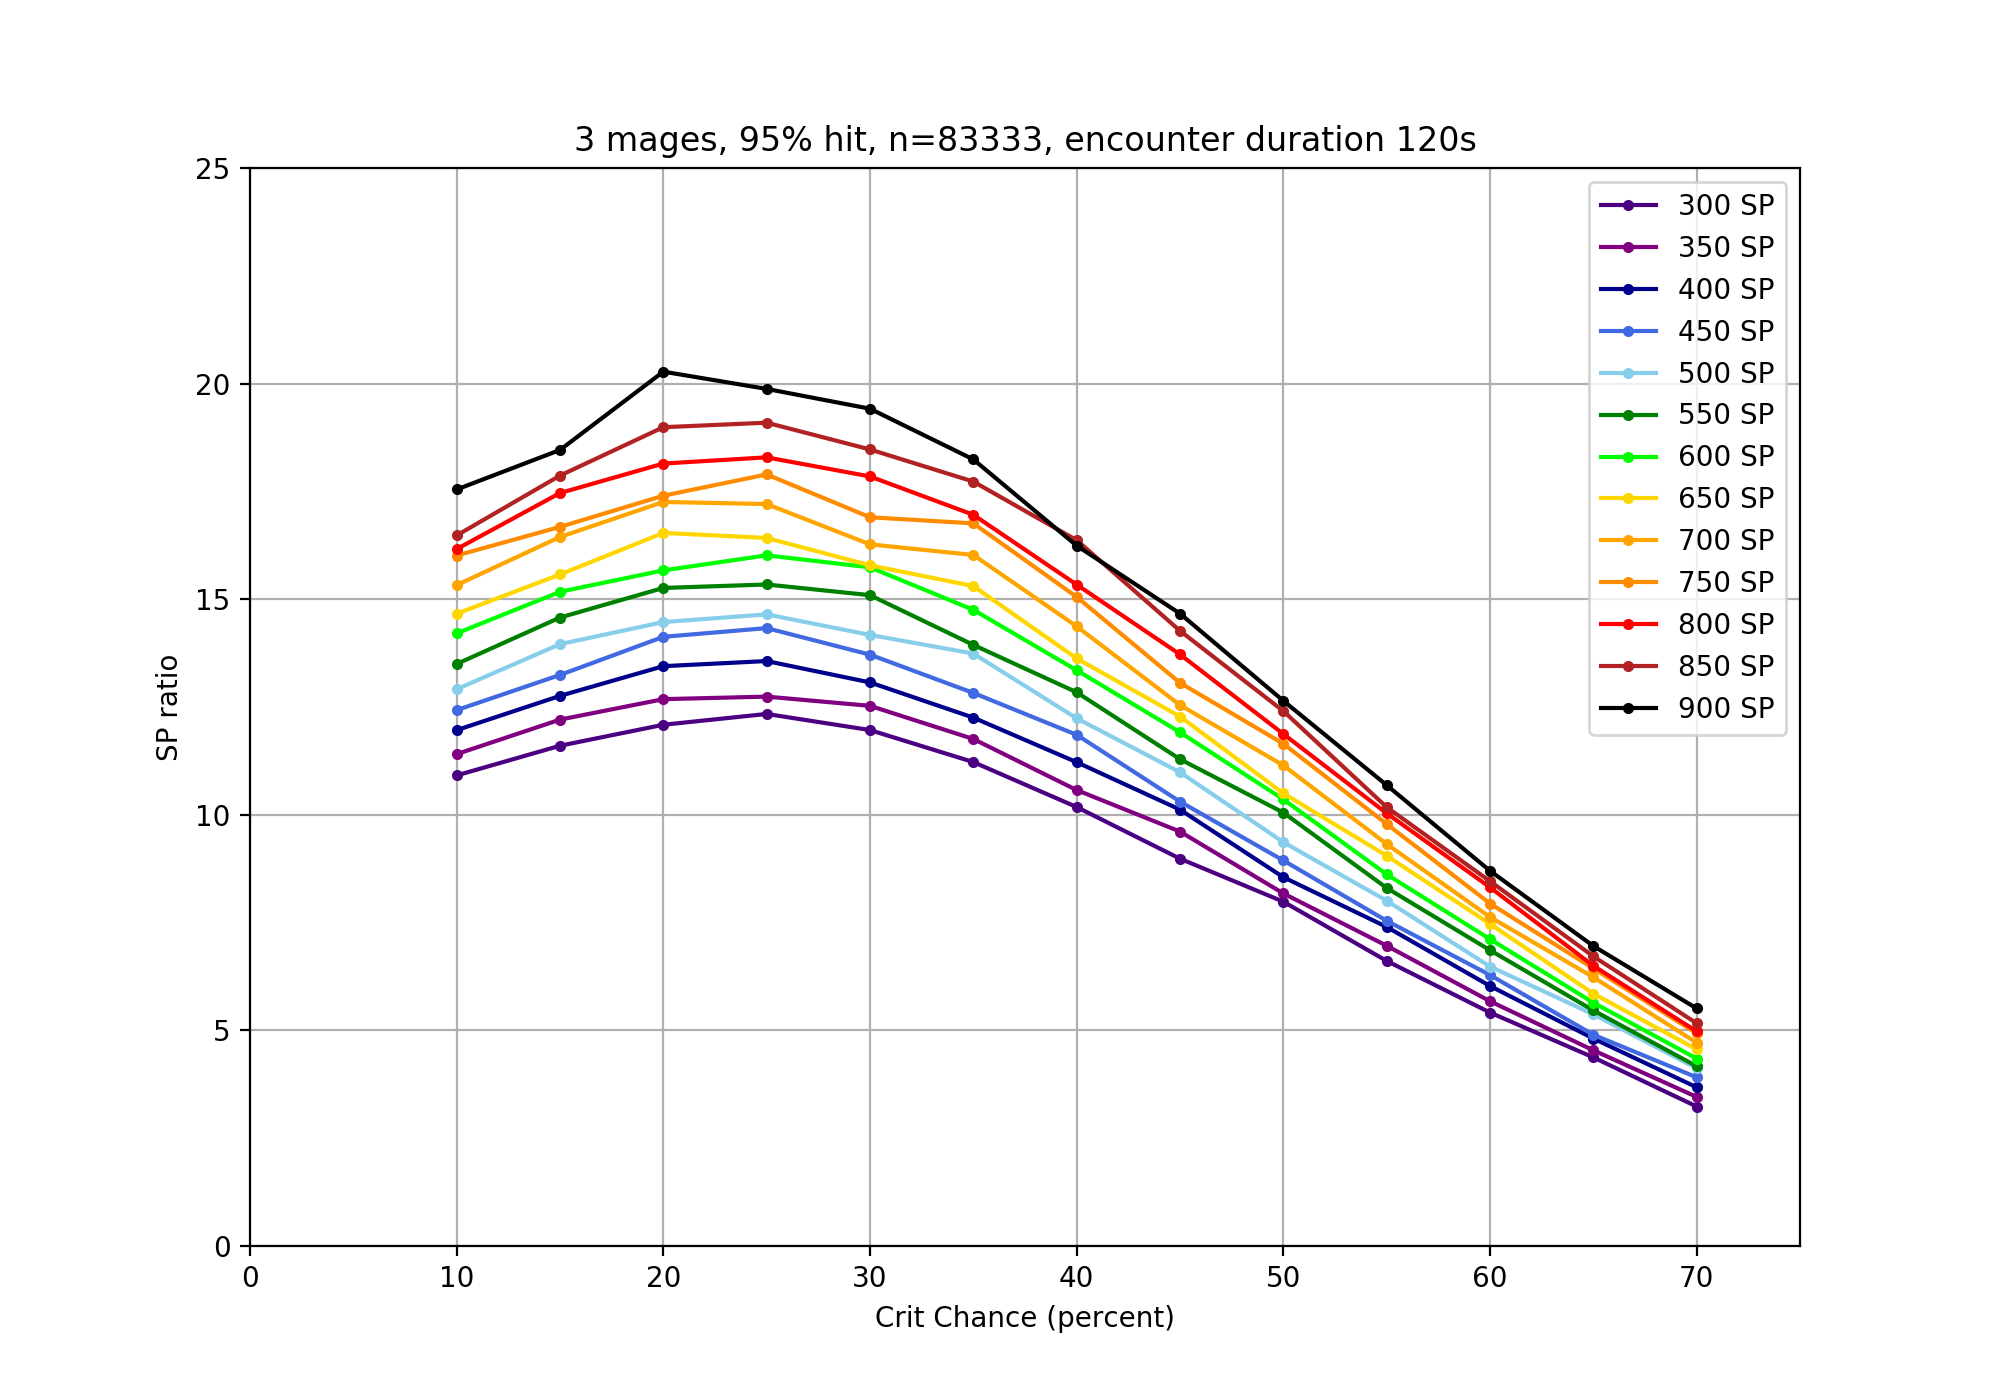 3 mages, 95% hit, n=83333, encounter duration 120s
25
20
15
10
5
0
SP ratio
0 10 20 30 40 50 60 70
Crit Chance (percent)
300 SP
350 SP
400 SP
450 SP
500 SP
550 SP
600 SP
650 SP
700 SP
750 SP
800 SP
850 SP
900 SP